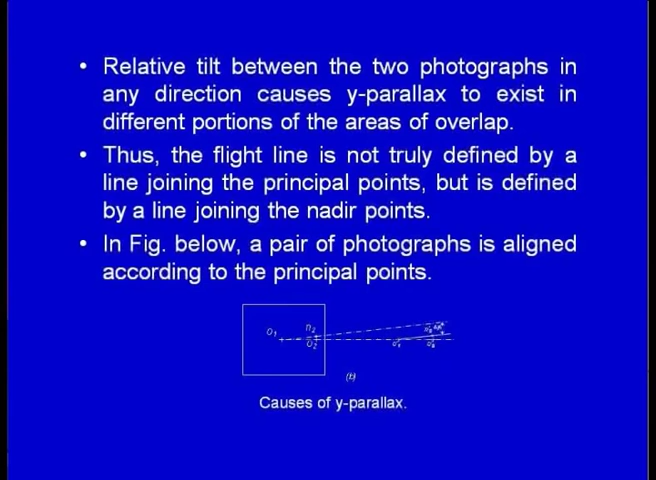 • Relative tilt between the two photographs in
any direction causes y-parallax to exist in
different portions of the areas of overlap.
• Thus, the flight line is not truly defined by a
line joining the principal points, but is defined
by a line joining the nadir points.
• In Fig. below, a pair of photographs is aligned
according to the principal points.
O₁ n₂
O₂
(b)
Causes of y-parallax.